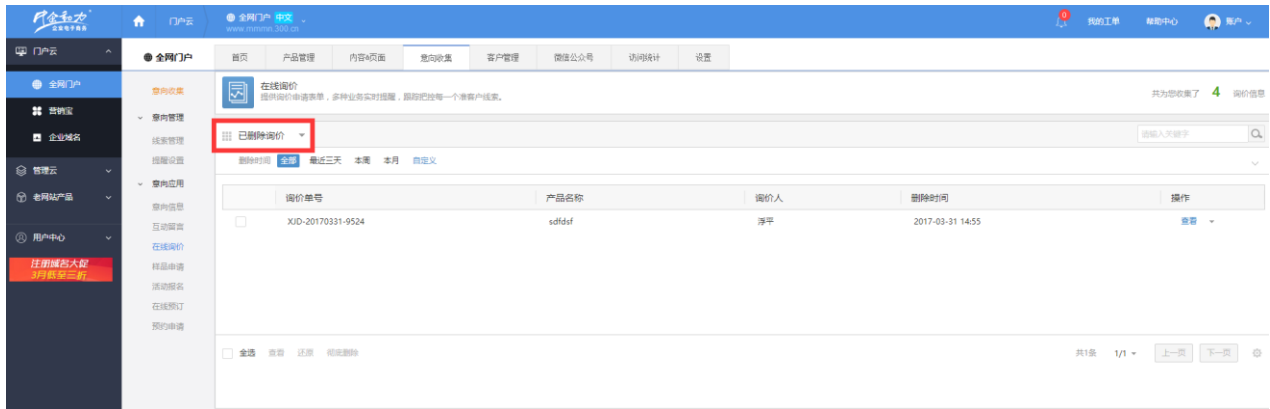 门户云
全网门户 中文
www.mmmn.300.cn
0
我的工单
帮助中心
账户
门户云
全网门户
营销宝
企业域名
管理云
老网站产品
用户中心
注册域名大促
3月低至三折
全网门户
首页
产品管理
内容&页面
意向收集
客户管理
微信公众号
访问统计
设置
意向收集
意向管理
线索管理
提醒设置
意向应用
意向信息
互动留言
在线询价
样品申请
活动报名
在线预订
预约申请
在线询价
提供询价申请表单，多种业务实时提醒，跟踪把控每一个准客户线索。
共为您收集了 4 询价信息
已删除询价
请输入关键字
删除时间 全部 最近三天 本周 本月 自定义
询价单号 产品名称 询价人 删除时间 操作
XJD-20170331-9524 sdfdsf 浮平 2017-03-31 14:55 查看
全选 查看 还原 彻底删除
共1条 1/1 上一页 下一页